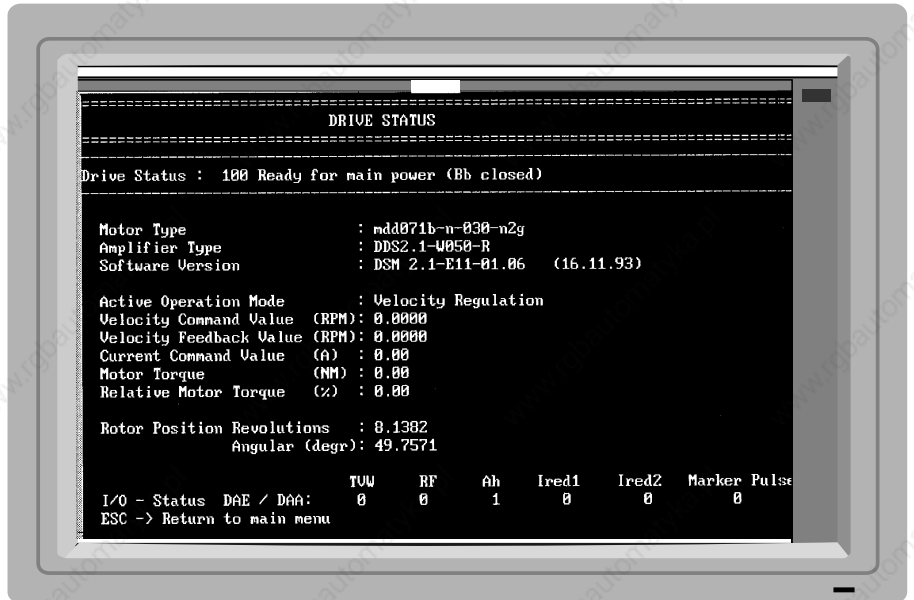 DRIVE STATUS
Drive Status : 100 Ready for main power (Bb closed)
Motor Type : mdd071b-n-030-n2g
Amplifier Type : DDS2.1-W050-R
Software Version : DSM 2.1-E11-01.06 (16.11.93)
Active Operation Mode : Velocity Regulation
Velocity Command Value (RPM): 0.0000
Velocity Feedback Value (RPM): 0.0000
Current Command Value (A) : 0.00
Motor Torque (NM) : 0.00
Relative Motor Torque (%) : 0.00
Rotor Position Revolutions : 8.1382
Angular (degr): 49.7571
TVW RF Ah Ired1 Ired2 Marker Pulse
I/O - Status DAE / DAA: 0 0 1 0 0 0
ESC -> Return to main menu